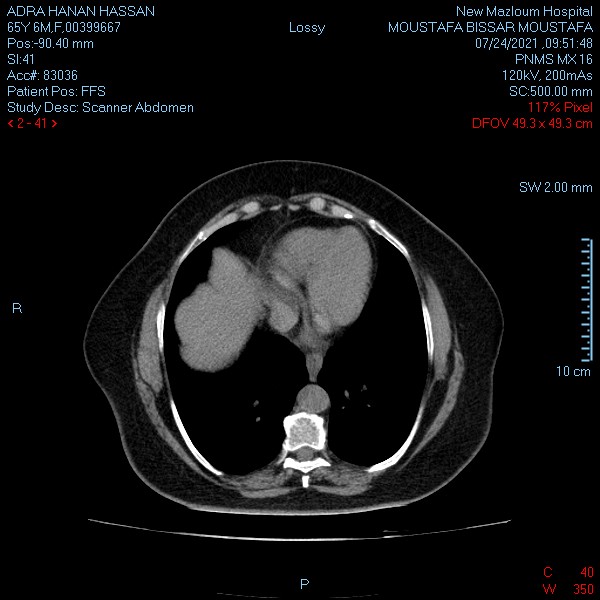 ADRA HANAN HASSAN
65Y 6M,F,00399667
Pos:-90.40 mm
SI:41
Acc#: 83036
Patient Pos: FFS
Study Desc: Scanner Abdomen
< 2 - 41 >
Lossy
New Mazloum Hospital
MOUSTAFA BISSAR MOUSTAFA
07/24/2021 ,09:51:48
PNMS MX 16
120kV, 200mAs
SC:500.00 mm
117% Pixel
DFOV 49.3 x 49.3 cm
SW 2.00 mm
R
10 cm
P
C 40
W 350